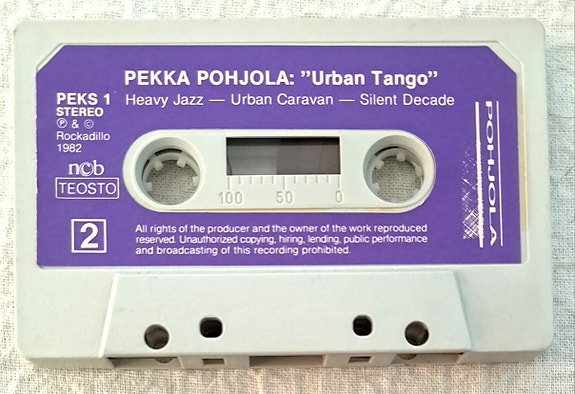 PEKKA POHJOLA: ”Urban Tango”
Heavy Jazz — Urban Caravan — Silent Decade
PEKS 1
STEREO
℗ & ©
Rockadillo
1982
ncb
TEOSTO
2
100 50 0
All rights of the producer and the owner of the work reproduced
reserved. Unauthorized copying, hiring, lending, public performance
and broadcasting of this recording prohibited.
POHJOLA